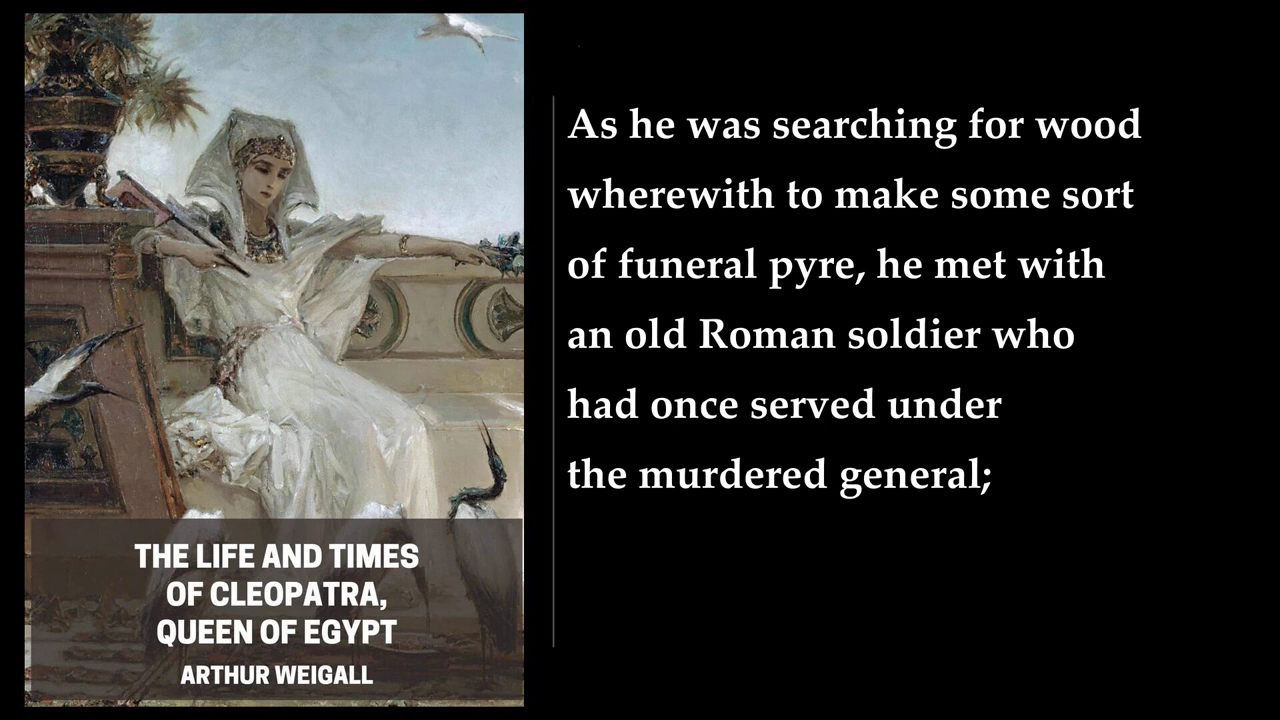 THE LIFE AND TIMES
OF CLEOPATRA,
QUEEN OF EGYPT
ARTHUR WEIGALL
As he was searching for wood
wherewith to make some sort
of funeral pyre, he met with
an old Roman soldier who
had once served under
the murdered general;